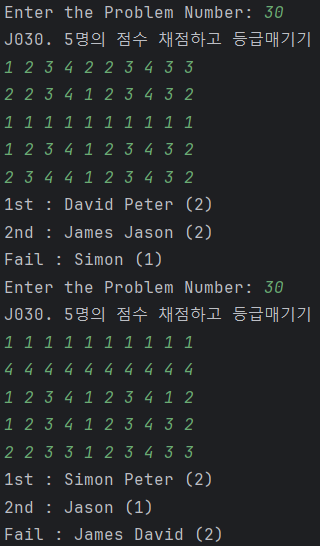 Enter the Problem Number: 30
J030. 5명의 점수 채점하고 등급매기기
1 2 3 4 2 2 3 4 3 3
2 2 3 4 1 2 3 4 3 2
1 1 1 1 1 1 1 1 1 1
1 2 3 4 1 2 3 4 3 2
2 3 4 4 1 2 3 4 3 2
1st : David Peter (2)
2nd : James Jason (2)
Fail : Simon (1)
Enter the Problem Number: 30
J030. 5명의 점수 채점하고 등급매기기
1 1 1 1 1 1 1 1 1 1
4 4 4 4 4 4 4 4 4 4
1 2 3 4 1 2 3 4 1 2
1 2 3 4 1 2 3 4 3 2
2 2 3 3 1 2 3 4 3 3
1st : Simon Peter (2)
2nd : Jason (1)
Fail : James David (2)